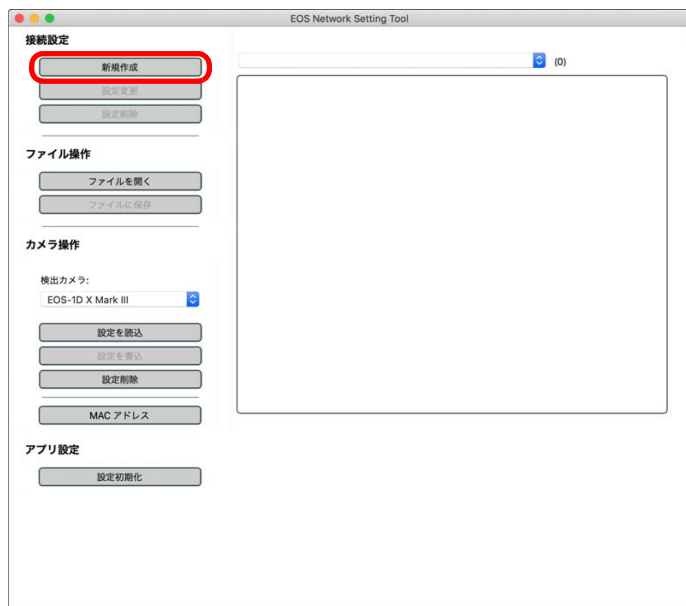 EOS Network Setting Tool
接続設定
新規作成
設定変更
設定削除
(0)
ファイル操作
ファイルを開く
ファイルに保存
カメラ操作
検出カメラ:
EOS-1D X Mark III
設定を読込
設定を書込
設定削除
MAC アドレス
アプリ設定
設定初期化